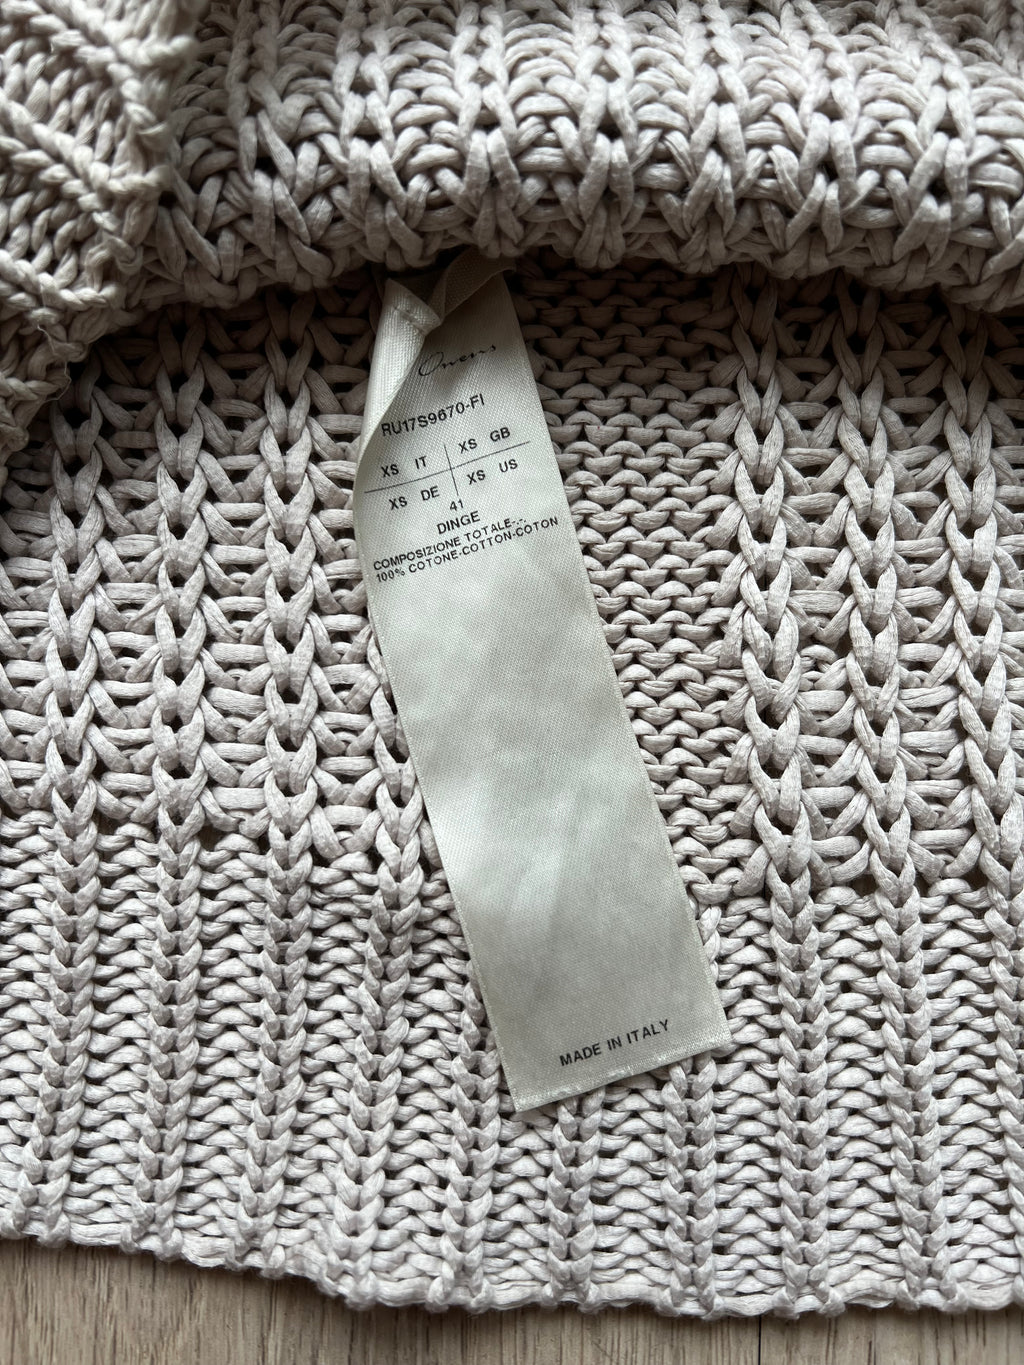 Owens
RU17S9670-FI
XS IT XS GB
XS DE XS US
41
DINGE
COMPOSIZIONE TOTALE-.-
100% COTONE-COTTON-COTON
MADE IN ITALY